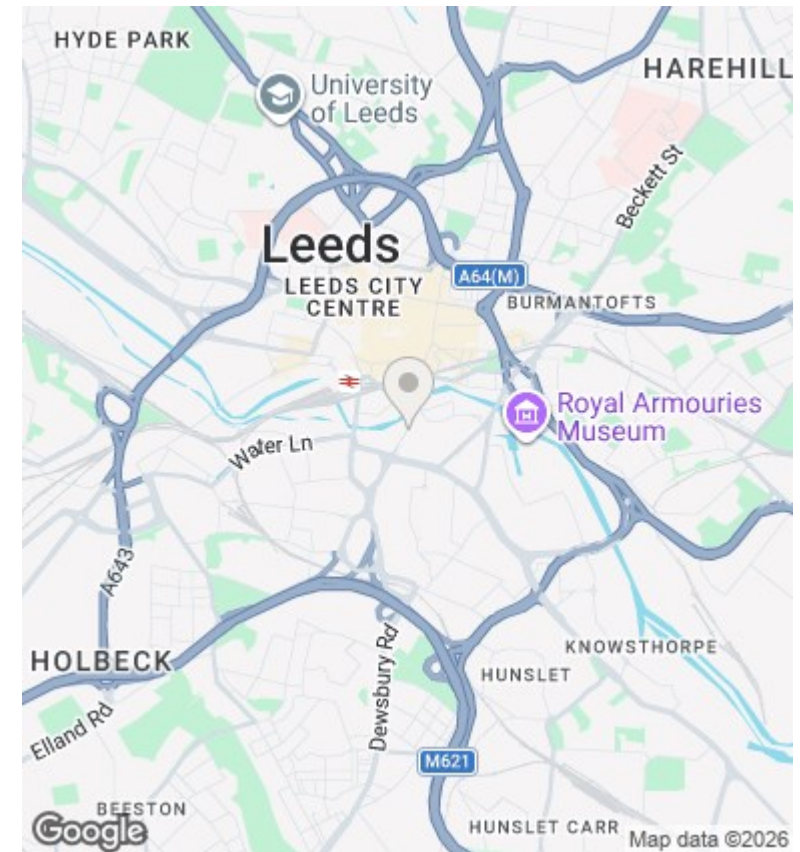 HYDE PARK
HAREHILL
University
of Leeds
Beckett St
Leeds
LEEDS CITY
CENTRE
A64(M)
BURMANTOFTS
Royal Armouries
Museum
Water Ln
A643
KNOWSTHORPE
HOLBECK
HUNSLET
Dewsbury Rd
Elland Rd
M621
BEESTON
HUNSLET CARR
Google
Map data ©2026